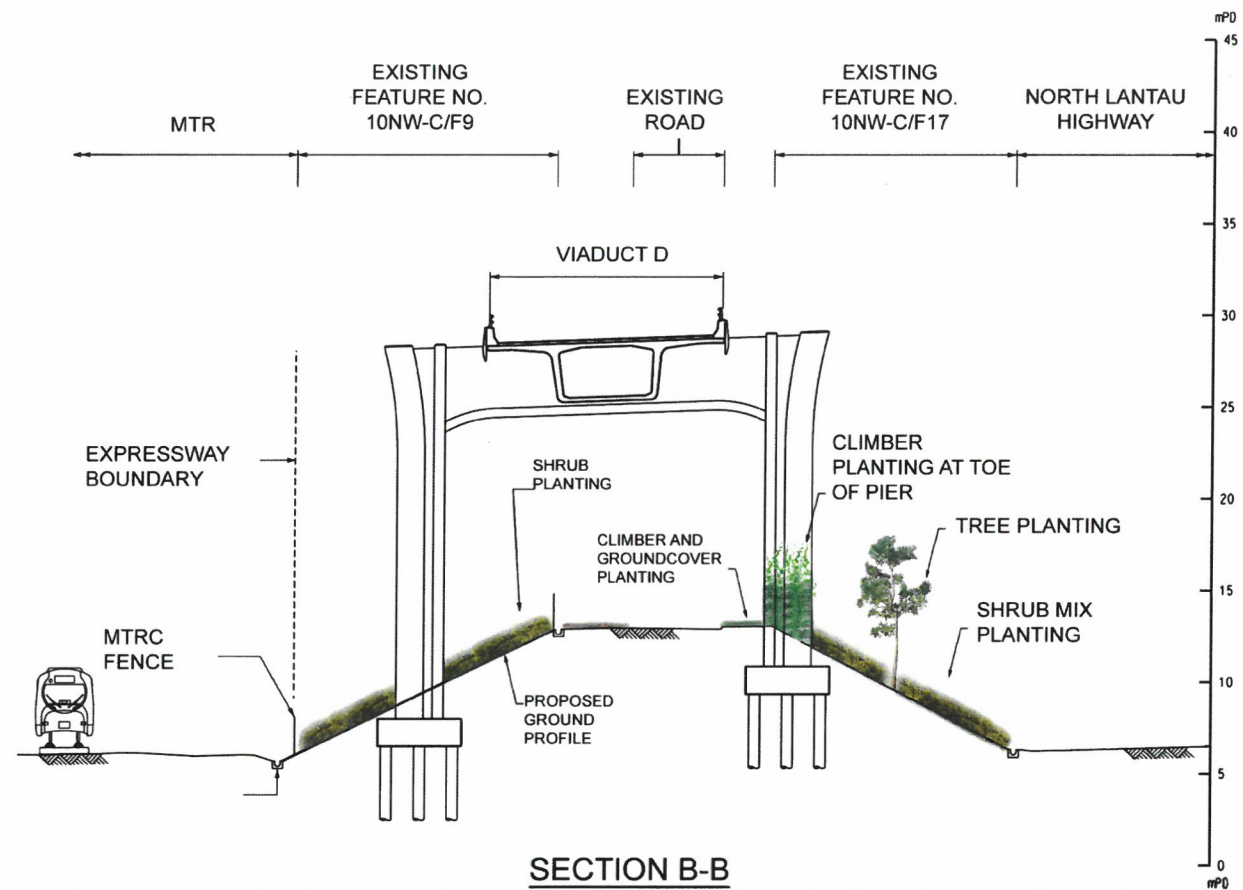 mPD
45
40
35
30
25
20
15
10
5
0
mPD
MTR
EXISTING
FEATURE NO.
10NW-C/F9
EXISTING
ROAD
EXISTING
FEATURE NO.
10NW-C/F17
NORTH LANTAU
HIGHWAY
VIADUCT D
EXPRESSWAY
BOUNDARY
SHRUB
PLANTING
CLIMBER
PLANTING AT TOE
OF PIER
CLIMBER AND
GROUNDCOVER
PLANTING
TREE PLANTING
SHRUB MIX
PLANTING
MTRC
FENCE
PROPOSED
GROUND
PROFILE
SECTION B-B